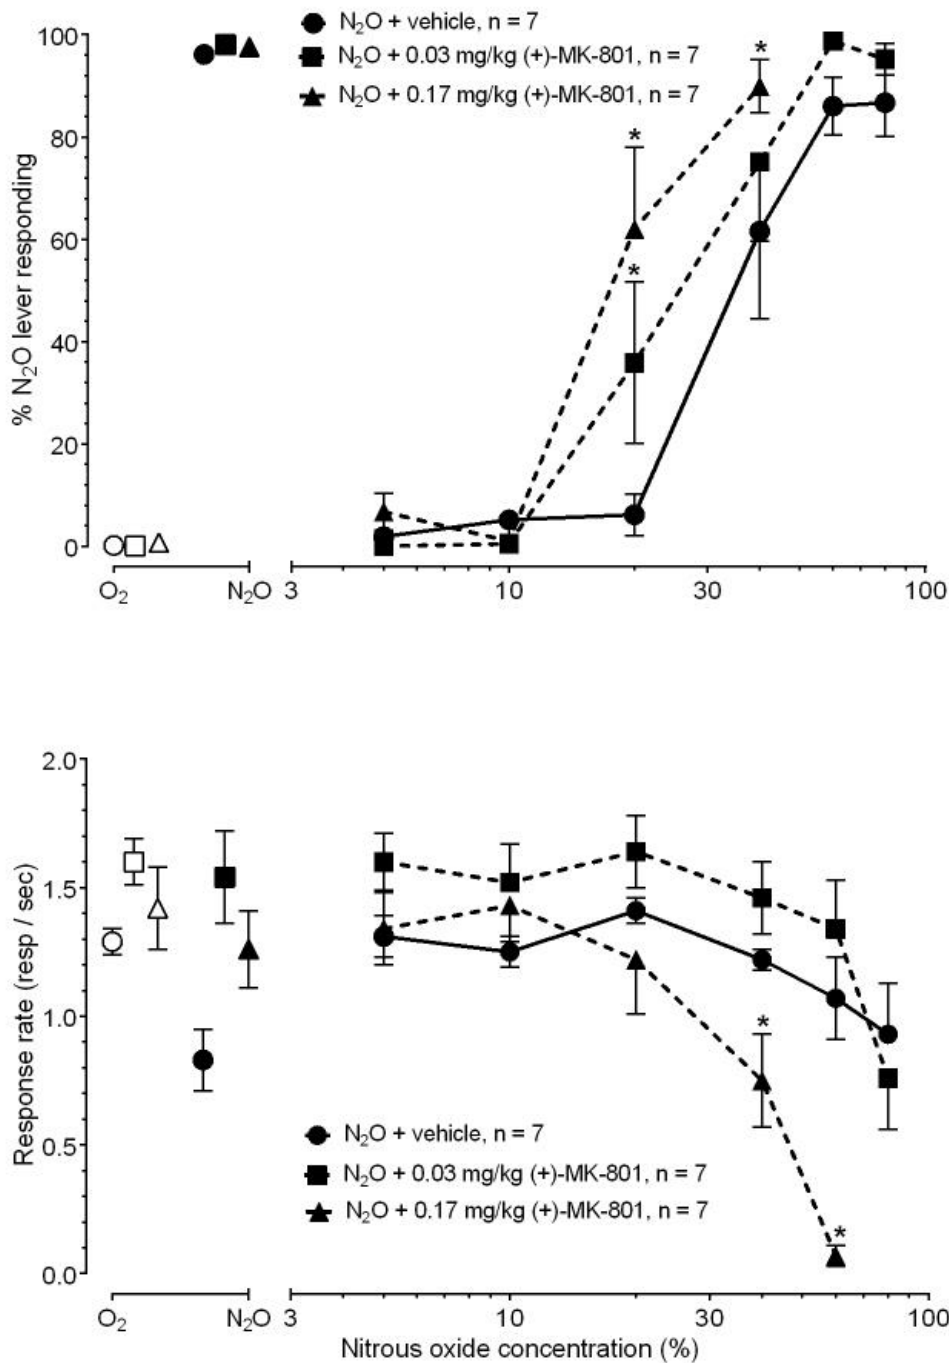 N₂O + vehicle, n = 7
N₂O + 0.03 mg/kg (+)-MK-801, n = 7
N₂O + 0.17 mg/kg (+)-MK-801, n = 7
% N₂O lever responding
100
80
60
40
20
0
*
*
*
O₂
N₂O
3
10
30
100
Response rate (resp / sec)
2.0
1.5
1.0
0.5
0.0
*
*
N₂O + vehicle, n = 7
N₂O + 0.03 mg/kg (+)-MK-801, n = 7
N₂O + 0.17 mg/kg (+)-MK-801, n = 7
O₂
N₂O
3
10
30
100
Nitrous oxide concentration (%)